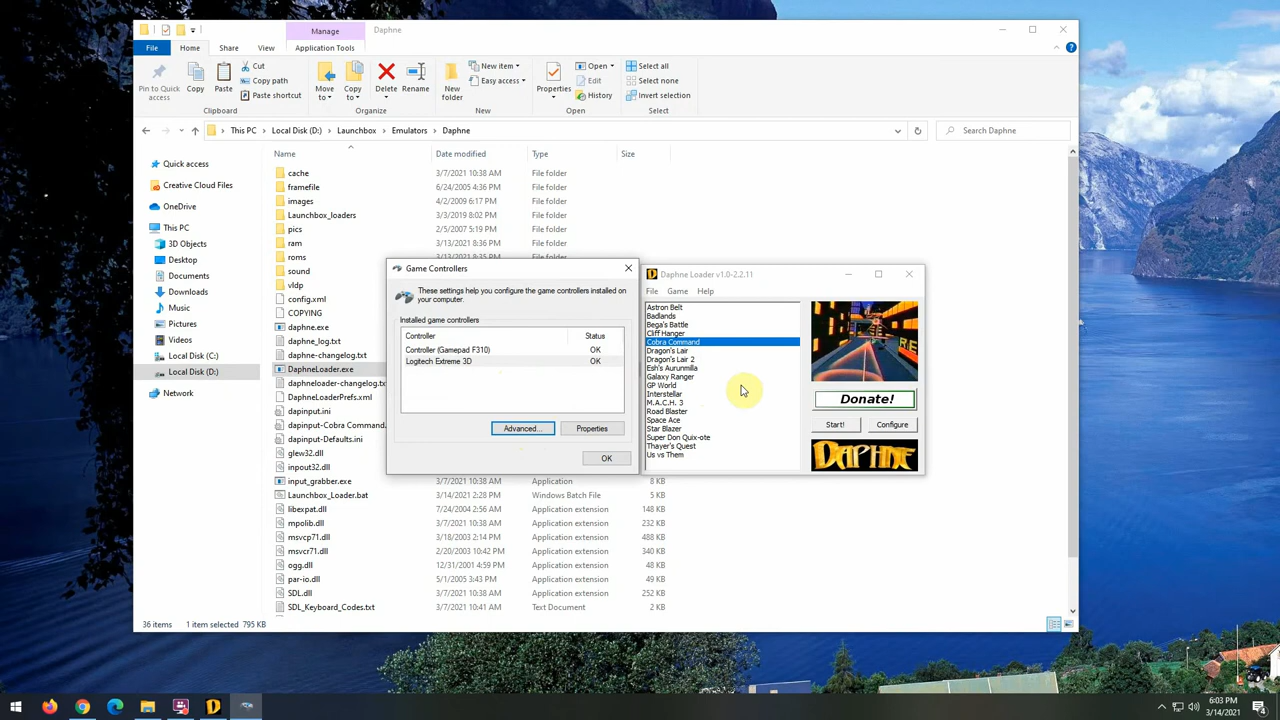 Manage
Daphne
File
Home
Share
View
Application Tools
Pin to Quick
access
Copy
Paste
Cut
Copy path
Paste shortcut
Clipboard
Move
to
Copy
to
Delete
Rename
Organize
New
folder
New item
Easy access
New
Properties
Open
Edit
History
Open
Select all
Select none
Invert selection
Select
This PC
Local Disk (D:)
Launchbox
Emulators
Daphne
Search Daphne
Quick access
Creative Cloud Files
OneDrive
This PC
3D Objects
Desktop
Documents
Downloads
Music
Pictures
Videos
Local Disk (C:)
Local Disk (D:)
Network
Name Date modified Type Size
cache 3/7/2021 10:38 AM File folder
framefile 6/24/2005 4:36 PM File folder
images 4/2/2009 6:17 PM File folder
Launchbox_loaders 3/3/2019 8:02 PM File folder
pics 2/5/2007 5:19 PM File folder
ram 3/13/2021 8:36 PM File folder
roms 3/7/2021 10:38 AM File folder
sound
vldp
config.xml
COPYING
daphne.exe
daphne_log.txt
daphne-changelog.txt
DaphneLoader.exe
daphneloader-changelog.tx
DaphneLoaderPrefs.xml
dapinput.ini
dapinput-Cobra Command.
dapinput-Defaults.ini
glew32.dll
inpout32.dll
input_grabber.exe 3/7/2021 10:38 AM Application 8 KB
Launchbox_Loader.bat 3/14/2021 2:28 PM Windows Batch File 5 KB
libexpat.dll 7/24/2004 2:56 AM Application extension 148 KB
mpolib.dll 3/7/2021 10:38 AM Application extension 232 KB
msvcp71.dll 3/18/2003 2:14 PM Application extension 488 KB
msvcr71.dll 2/20/2003 10:42 PM Application extension 340 KB
ogg.dll 12/31/2001 4:59 PM Application extension 48 KB
par-io.dll 5/1/2005 3:43 PM Application extension 49 KB
SDL.dll 3/7/2021 10:38 AM Application extension 252 KB
SDL_Keyboard_Codes.txt 3/7/2021 10:41 AM Text Document 2 KB
36 items 1 item selected 795 KB
Game Controllers
These settings help you configure the game controllers installed on
your computer.
Installed game controllers
Controller Status
Controller (Gamepad F310) OK
Logitech Extreme 3D OK
Advanced...
Properties
OK
Daphne Loader v1.0-2.2.11
File Game Help
Astron Belt
Badlands
Bega's Battle
Cliff Hanger
Cobra Command
Dragon's Lair
Dragon's Lair 2
Esh's Aurunmilla
Galaxy Ranger
GP World
Interstellar
M.A.C.H. 3
Road Blaster
Space Ace
Star Blazer
Super Don Quix-ote
Thayer's Quest
Us vs Them
Donate!
Start!
Configure
DAPHNE
6:03 PM
3/14/2021